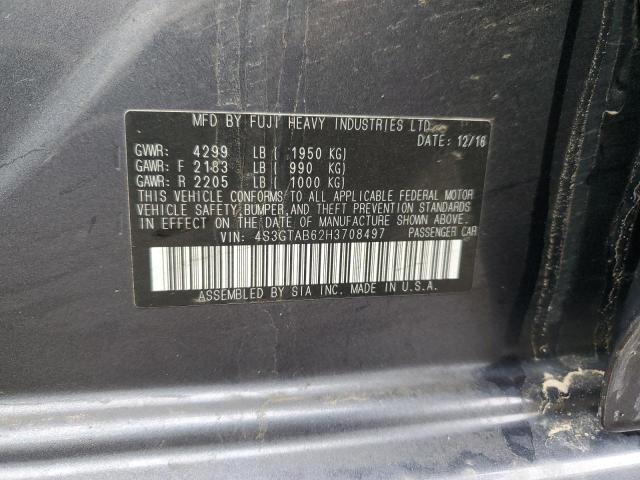 MFD BY FUJI HEAVY INDUSTRIES LTD.
DATE: 12/16
GVWR: 4299 LB ( 1950 KG)
GAWR: F 2183 LB ( 990 KG)
GAWR: R 2205 LB ( 1000 KG)
THIS VEHICLE CONFORMS TO ALL APPLICABLE FEDERAL MOTOR
VEHICLE SAFETY, BUMPER, AND THEFT PREVENTION STANDARDS
IN EFFECT ON THE DATE OF MANUFACTURE SHOWN ABOVE.
VIN: 4S3GTAB62H3708497 PASSENGER CAR
ASSEMBLED BY SIA INC. MADE IN U.S.A.